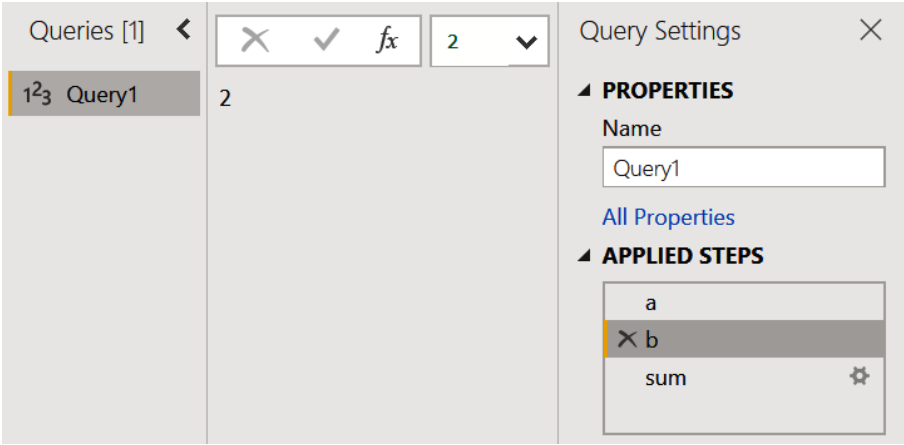 Queries [1]
123 Query1
fx
2
2
Query Settings
PROPERTIES
Name
Query1
All Properties
APPLIED STEPS
a
b
sum